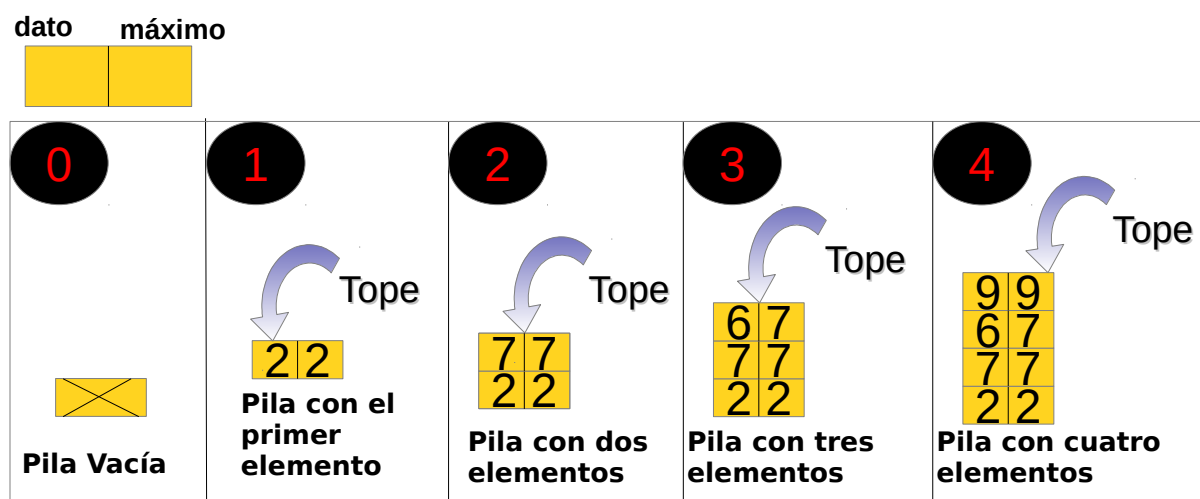 dato máximo
0 1 2 3 4
Tope
Tope
Tope
Tope
9 9
6 7
7 7
2 2
6 7
7 7
2 2
7 7
2 2
2 2
Pila Vacía
Pila con el
primer
elemento
Pila con dos
elementos
Pila con tres
elementos
Pila con cuatro
elementos